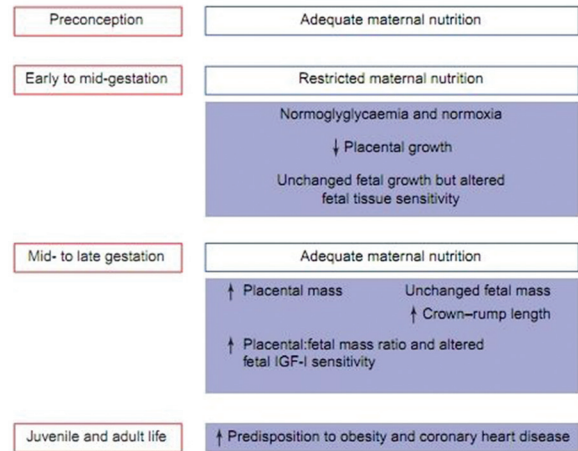 Preconception
Adequate maternal nutrition
Early to mid-gestation
Restricted maternal nutrition
Normoglyglycaemia and normoxia
↓ Placental growth
Unchanged fetal growth but altered
fetal tissue sensitivity
Mid- to late gestation
Adequate maternal nutrition
↑ Placental mass
Unchanged fetal mass
↑ Crown–rump length
↑ Placental:fetal mass ratio and altered
fetal IGF-I sensitivity
Juvenile and adult life
↑ Predisposition to obesity and coronary heart disease